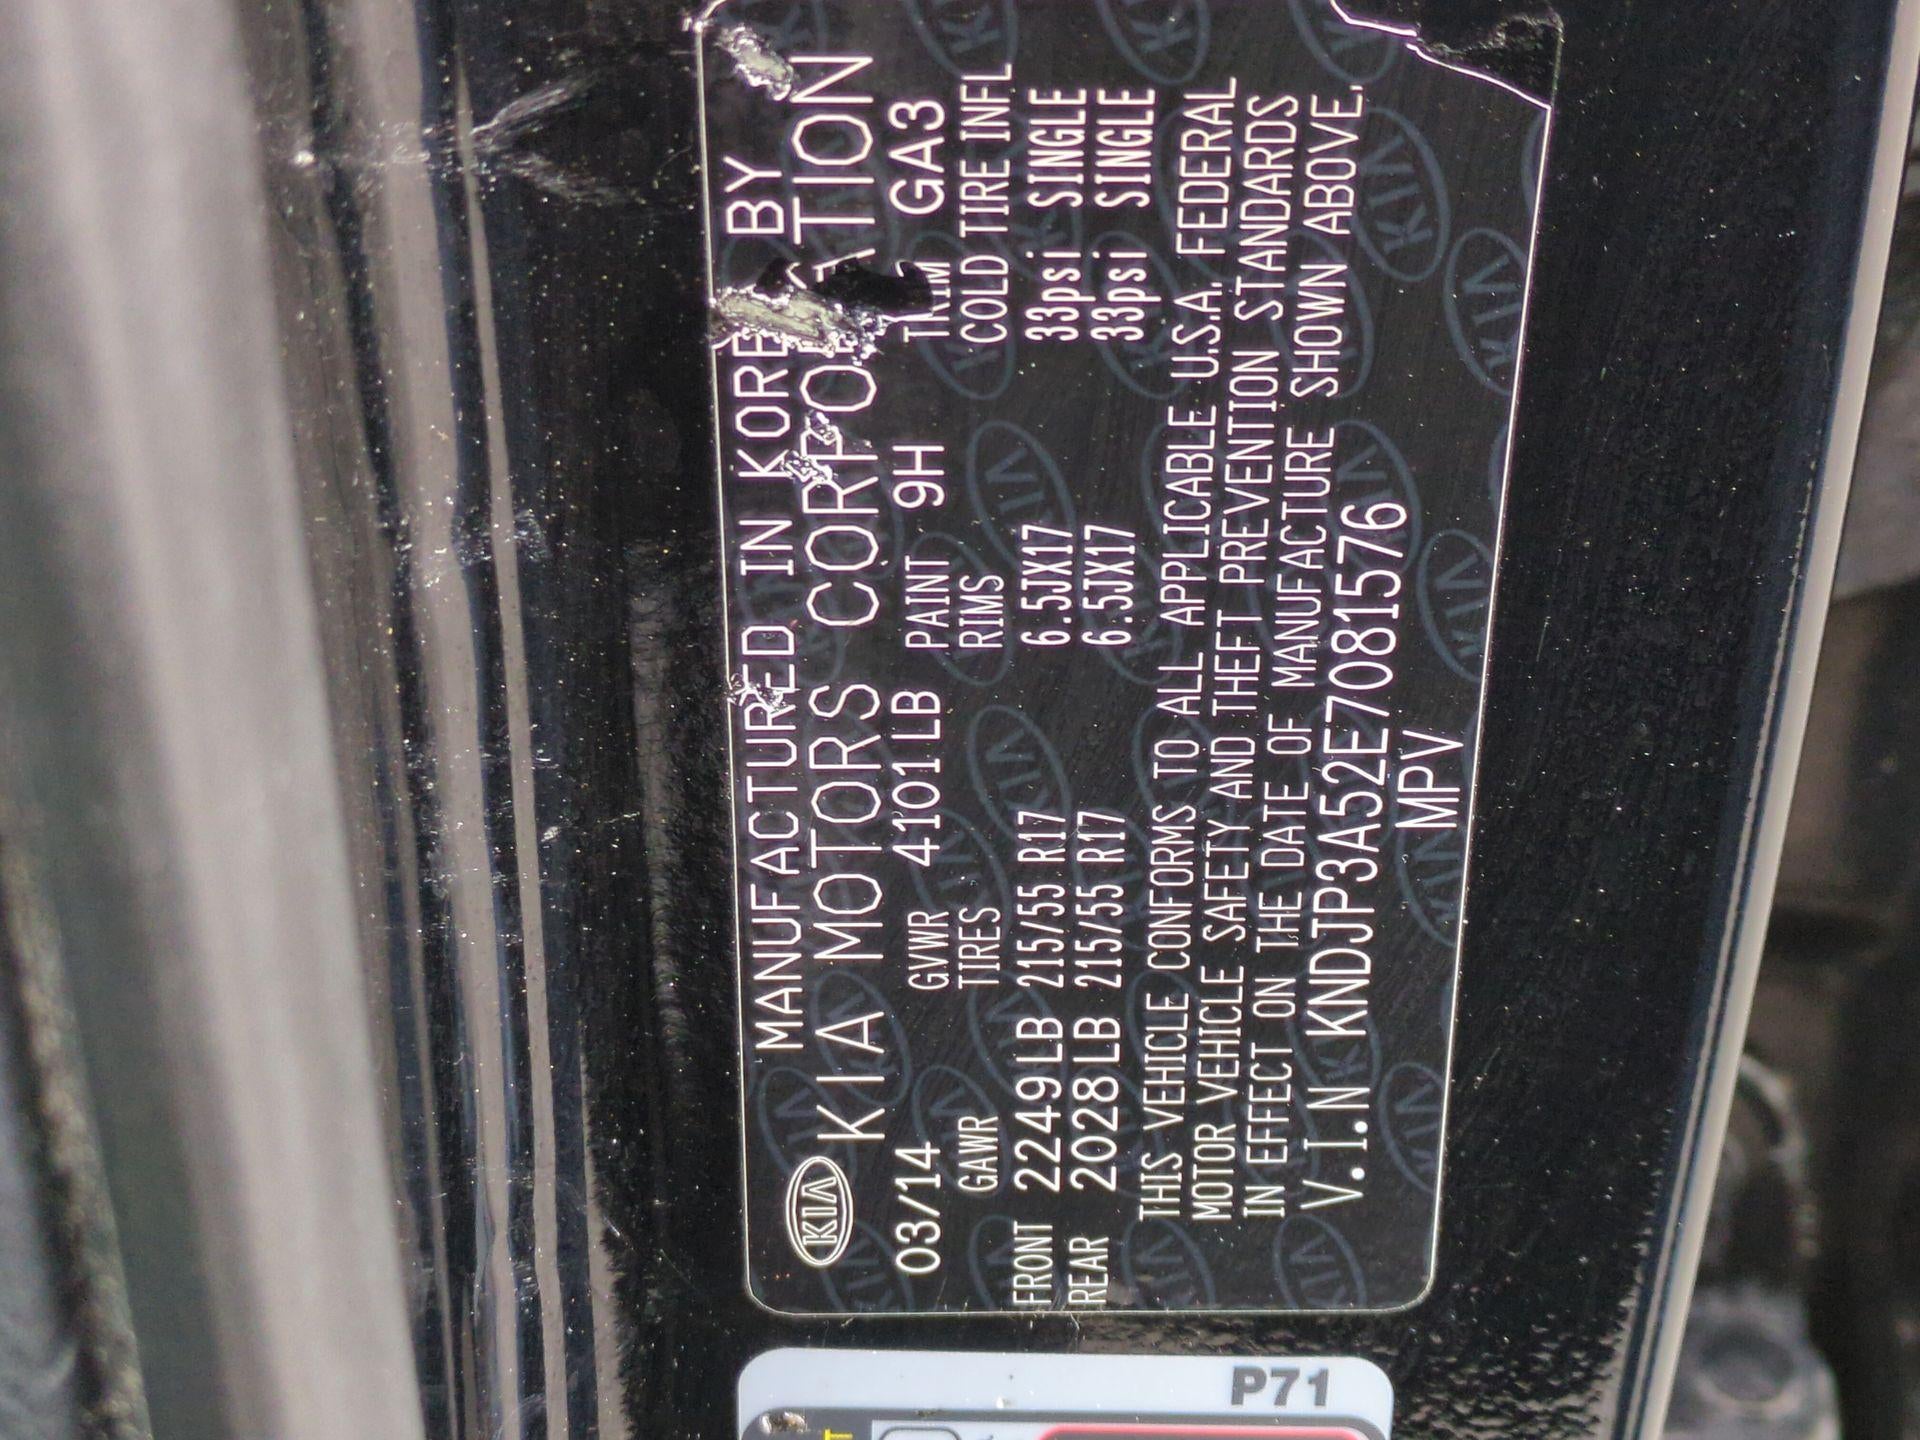 KIA
MANUFACTURED IN KORE BY
KIA MOTORS CORPORATION
03/14 GVWR 4101LB PAINT 9H TRIM GA3
GAWR TIRES RIMS COLD TIRE INFL
FRONT 2249LB 215/55 R17 6.5JX17 33psi SINGLE
REAR 2028LB 215/55 R17 6.5JX17 33psi SINGLE
THIS VEHICLE CONFORMS TO ALL APPLICABLE U.S.A. FEDERAL
MOTOR VEHICLE SAFETY AND THEFT PREVENTION STANDARDS
IN EFFECT ON THE DATE OF MANUFACTURE SHOWN ABOVE.
V.I.N KNDJP3A52E7081576
MPV
P71